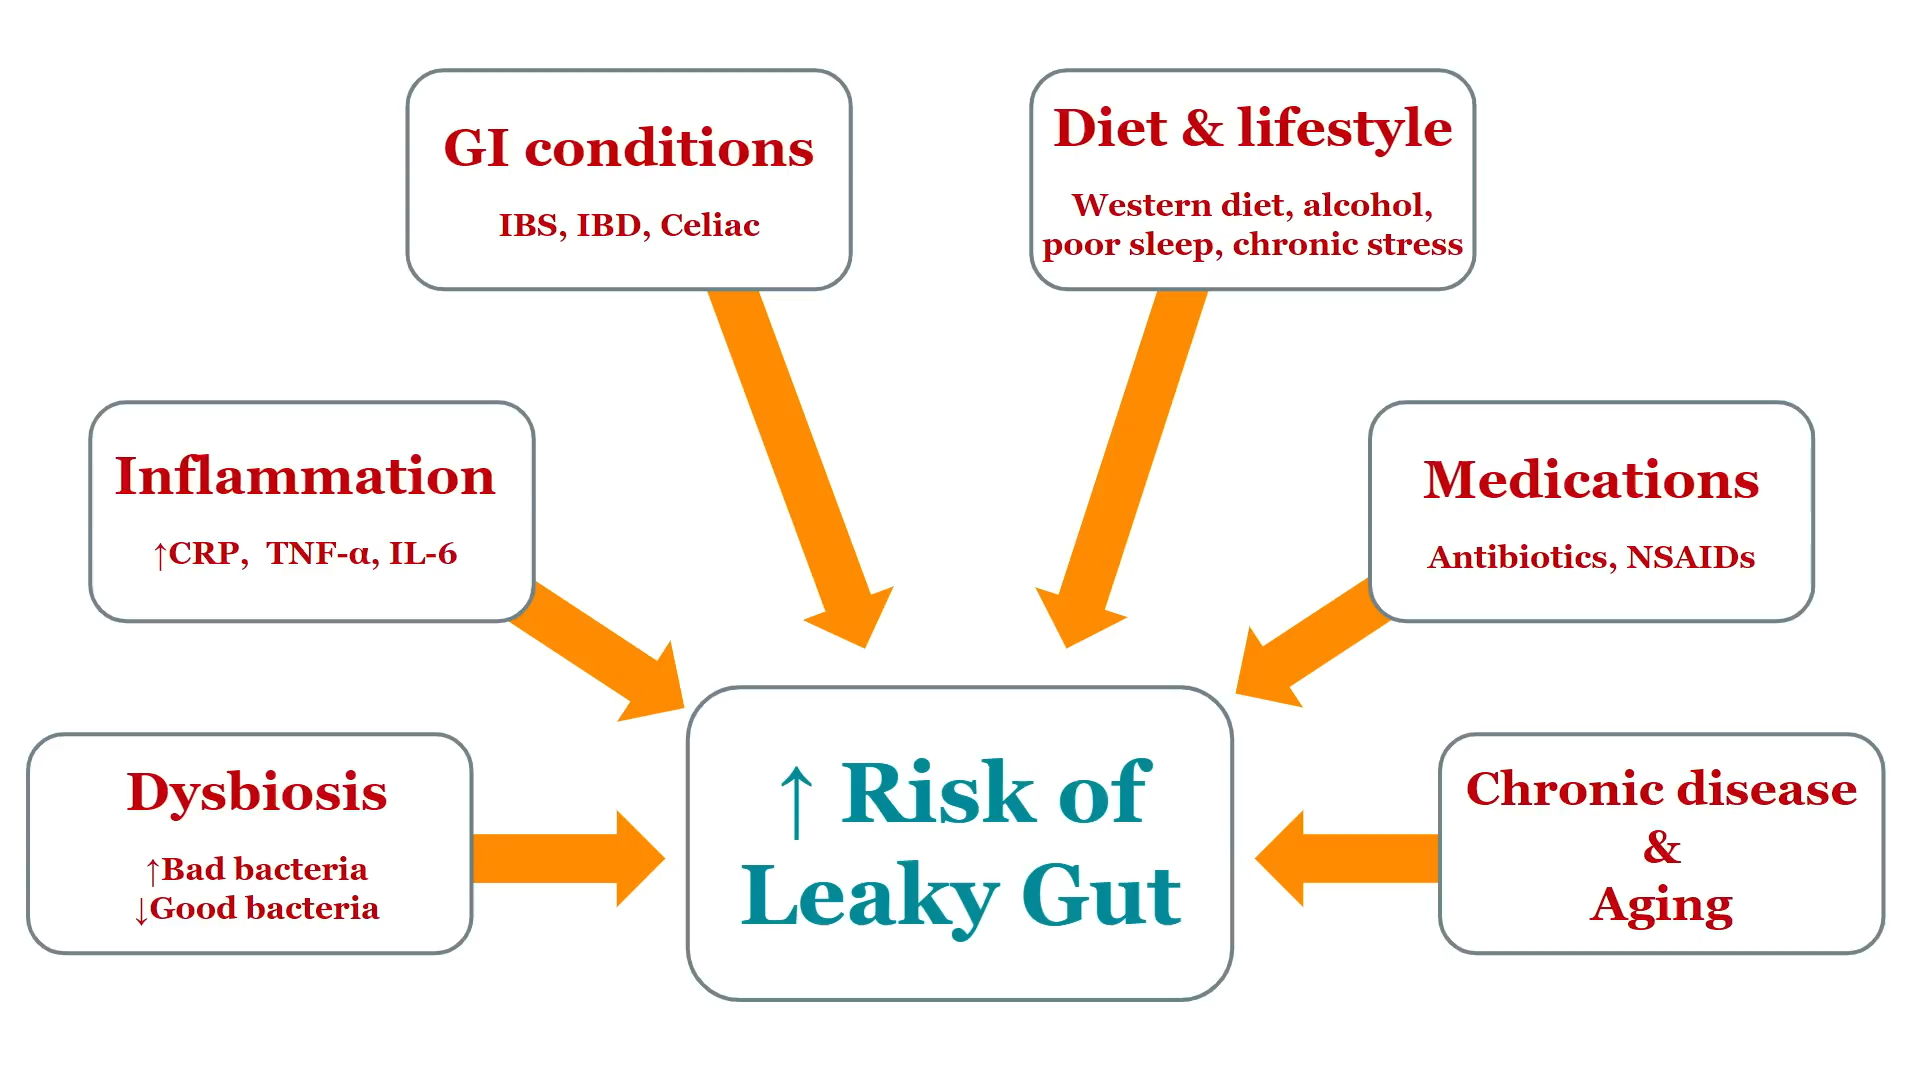 GI conditions
IBS, IBD, Celiac
Diet & lifestyle
Western diet, alcohol,
poor sleep, chronic stress
Inflammation
↑CRP,  TNF-α, IL-6
Medications
Antibiotics, NSAIDs
Dysbiosis
↑Bad bacteria
↓Good bacteria
↑ Risk of
Leaky Gut
Chronic disease
&
Aging